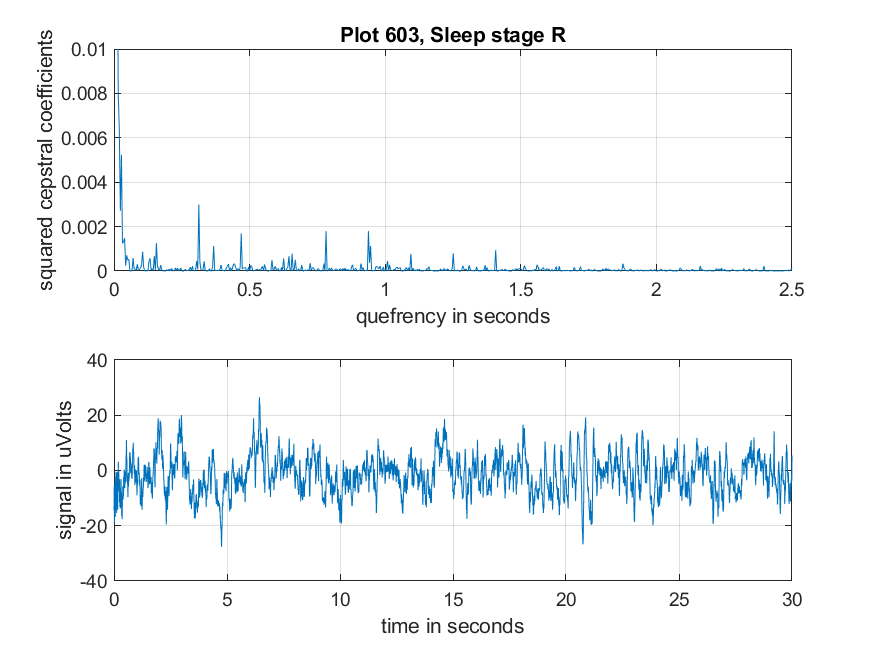 Plot 603, Sleep stage R
squared cepstral coefficients
0.01
0.008
0.006
0.004
0.002
0
0 0.5 1 1.5 2 2.5
quefrency in seconds
signal in uVolts
40
20
0
-20
-40
0 5 10 15 20 25 30
time in seconds